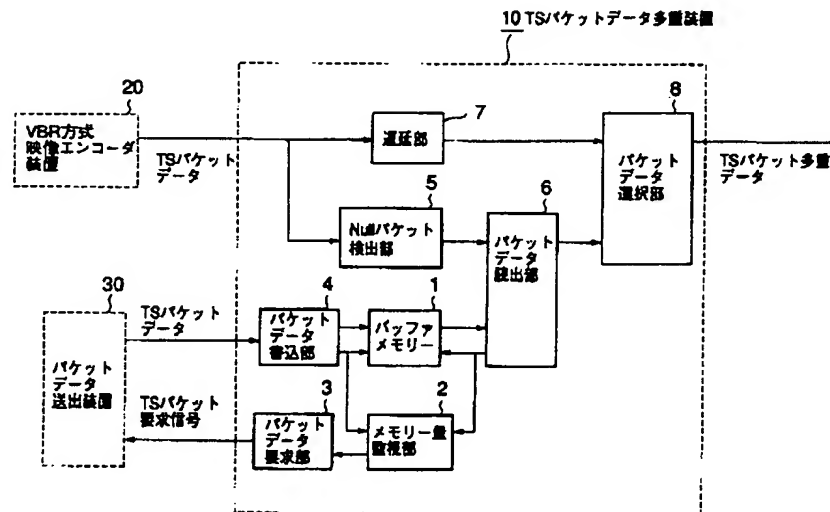 10 TSパケットデータ多重装置
20
VBR方式
映像エンコーダ
装置
TSパケット
データ
7
遅延部
8
パケット
データ
選択部
TSパケット多重
データ
5
Nullパケット
検出部
6
パケット
データ
読出部
30
パケット
データ
送出装置
TSパケット
データ
4
パケット
データ
書込部
1
バッファ
メモリー
TSパケット
要求信号
3
パケット
データ
要求部
2
メモリー量
監視部